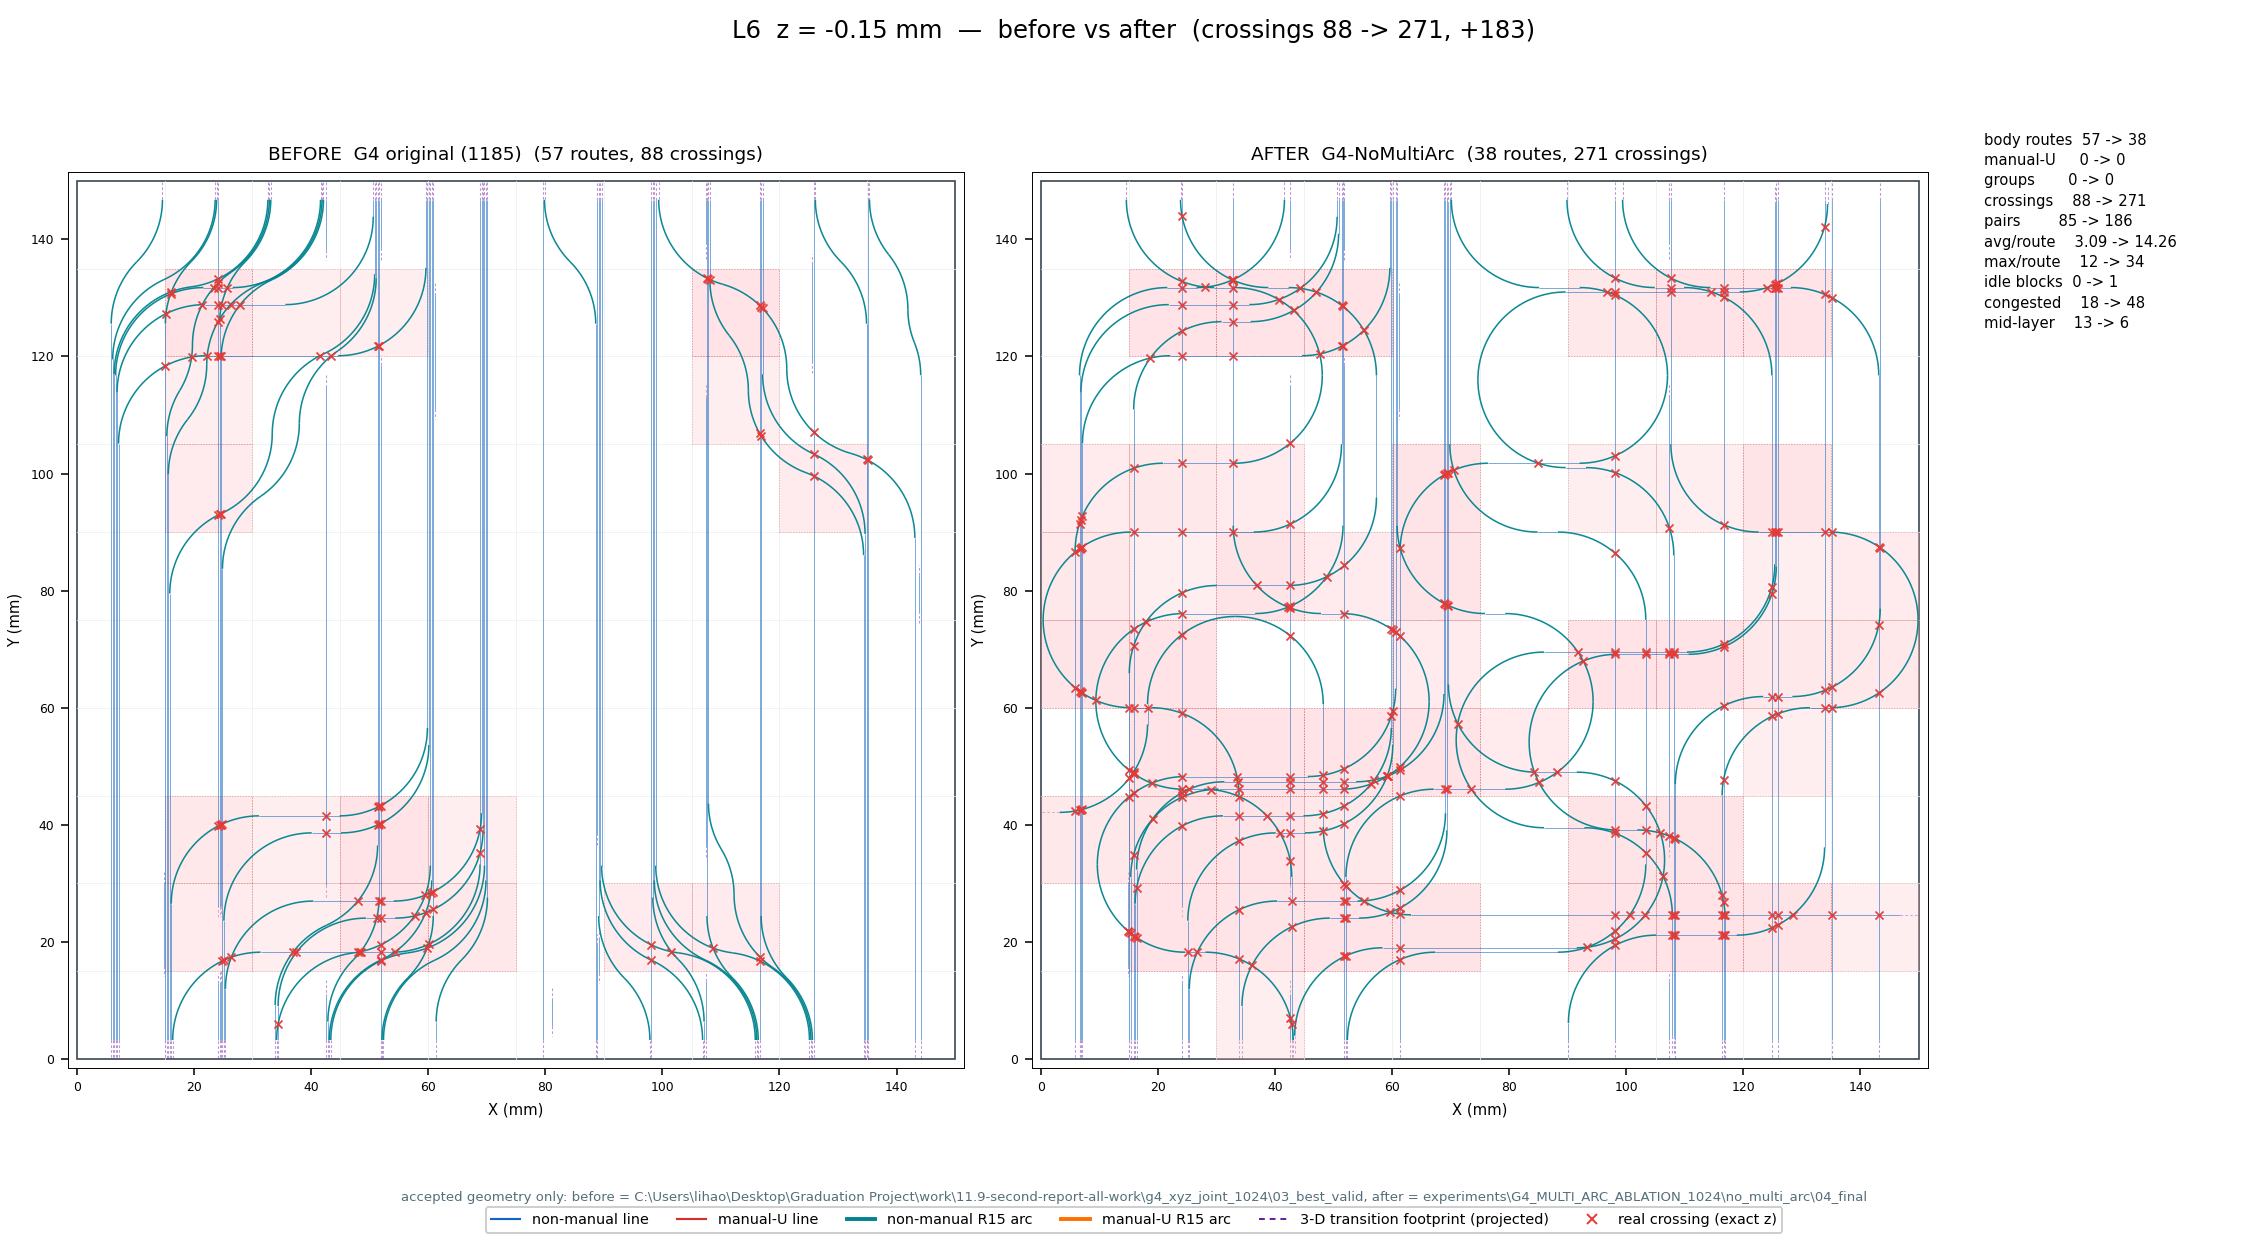 L6 z = -0.15 mm — before vs after (crossings 88 -> 271, +183)
BEFORE G4 original (1185) (57 routes, 88 crossings)
140
120
100
80
60
40
20
0
Y (mm)
0 20 40 60 80 100 120 140
X (mm)
AFTER G4-NoMultiArc (38 routes, 271 crossings)
140
120
100
80
60
40
20
0
Y (mm)
0 20 40 60 80 100 120 140
X (mm)
body routes 57 -> 38
manual-U 0 -> 0
groups 0 -> 0
crossings 88 -> 271
pairs 85 -> 186
avg/route 3.09 -> 14.26
max/route 12 -> 34
idle blocks 0 -> 1
congested 18 -> 48
mid-layer 13 -> 6
accepted geometry only: before = C:\Users\lihao\Desktop\Graduation Project\work\11.9-second-report-all-work\g4_xyz_joint_1024\03_best_valid, after = experiments\G4_MULTI_ARC_ABLATION_1024\no_multi_arc\04_final
non-manual line manual-U line non-manual R15 arc manual-U R15 arc 3-D transition footprint (projected) real crossing (exact z)